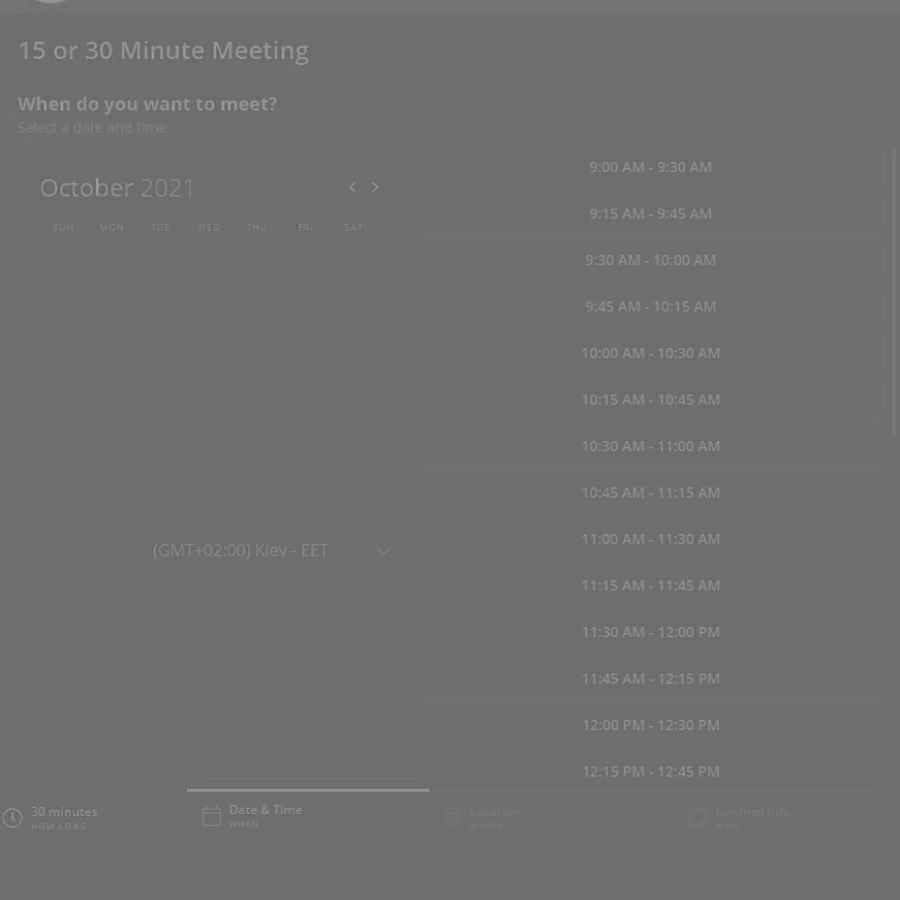 15 or 30 Minute Meeting
When do you want to meet?
Select a date and time
October 2021
SUN MON TUE WED THU FRI SAT
(GMT+02:00) Kiev - EET
9:00 AM - 9:30 AM
9:15 AM - 9:45 AM
9:30 AM - 10:00 AM
9:45 AM - 10:15 AM
10:00 AM - 10:30 AM
10:15 AM - 10:45 AM
10:30 AM - 11:00 AM
10:45 AM - 11:15 AM
11:00 AM - 11:30 AM
11:15 AM - 11:45 AM
11:30 AM - 12:00 PM
11:45 AM - 12:15 PM
12:00 PM - 12:30 PM
12:15 PM - 12:45 PM
30 minutes
HOW LONG
Date & Time
WHEN
Location
WHERE
Confirm Info
WHO